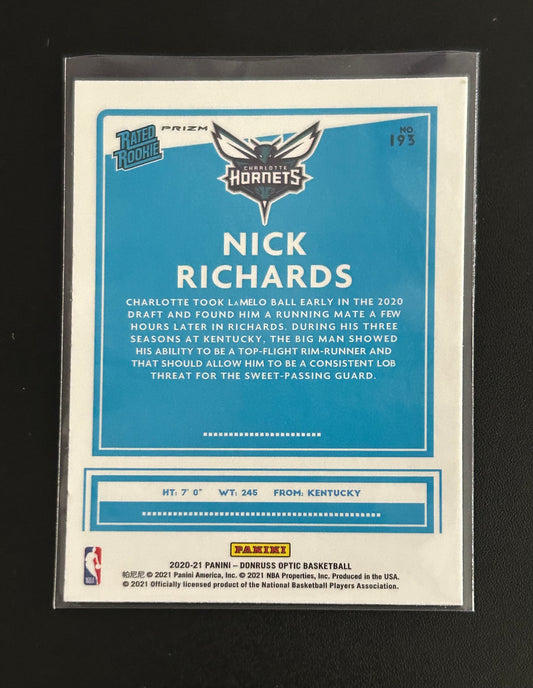 RATED
ROOKIE
PRIZM
NO.
193
CHARLOTTE
HORNETS
NICK
RICHARDS
CHARLOTTE TOOK LaMELO BALL EARLY IN THE 2020
DRAFT AND FOUND HIM A RUNNING MATE A FEW
HOURS LATER IN RICHARDS. DURING HIS THREE
SEASONS AT KENTUCKY, THE BIG MAN SHOWED
HIS ABILITY TO BE A TOP-FLIGHT RIM-RUNNER AND
THAT SHOULD ALLOW HIM TO BE A CONSISTENT LOB
THREAT FOR THE SWEET-PASSING GUARD.
HT: 7' 0" WT: 245 FROM: KENTUCKY
PANINI
2020-21 PANINI – DONRUSS OPTIC BASKETBALL
帕尼尼 © 2021 Panini America, Inc. © 2021 NBA Properties, Inc. Produced in the USA.
© 2021 Officially licensed product of the National Basketball Players Association.
NBA